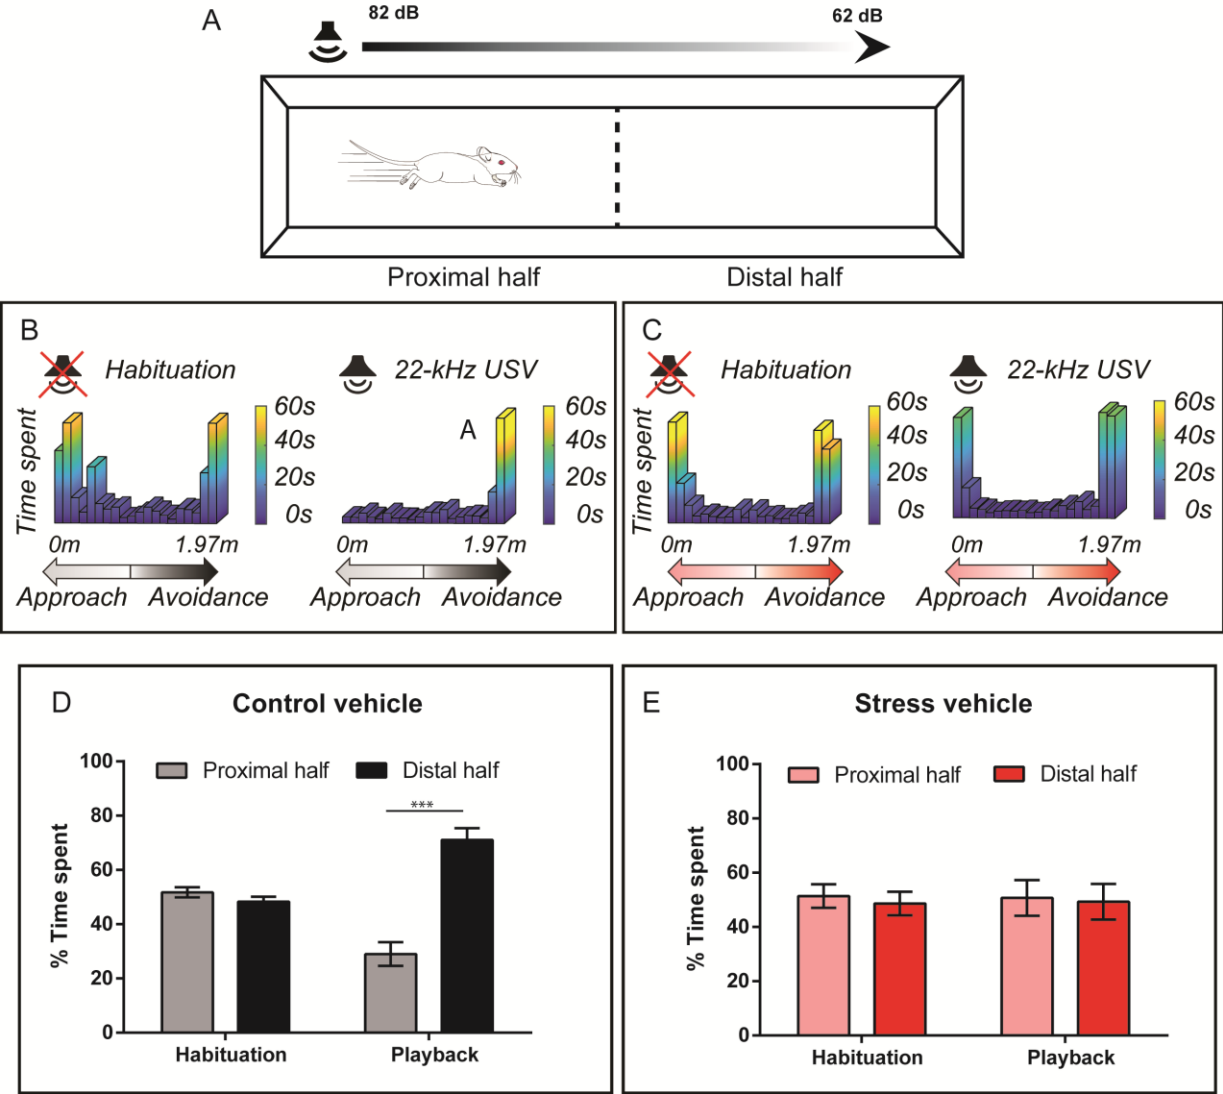 A
82 dB
62 dB
Proximal half
Distal half
B
Habituation
22-kHz USV
Time spent
60s
40s
20s
0s
A
60s
40s
20s
0s
0m
1.97m
0m
1.97m
Approach
Avoidance
Approach
Avoidance
C
Habituation
22-kHz USV
Time spent
60s
40s
20s
0s
60s
40s
20s
0s
0m
1.97m
0m
1.97m
Approach
Avoidance
Approach
Avoidance
D
Control vehicle
Proximal half
Distal half
% Time spent
100
80
60
40
20
0
***
Habituation
Playback
E
Stress vehicle
Proximal half
Distal half
% Time spent
100
80
60
40
20
0
Habituation
Playback